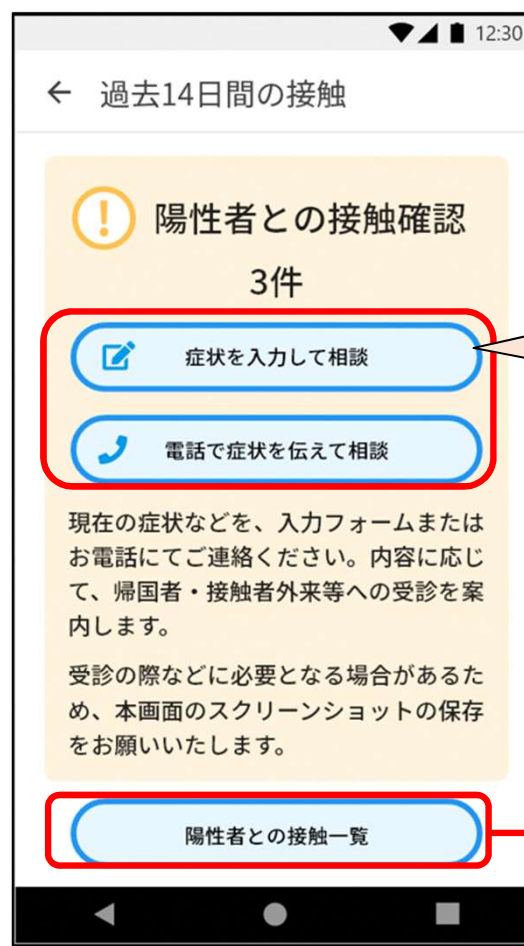 12:30
← 過去14日間の接触
陽性者との接触確認
3件
症状を入力して相談
電話で症状を伝えて相談
現在の症状などを、入力フォームまたは
お電話にてご連絡ください。内容に応じ
て、帰国者・接触者外来等への受診を案
内します。
受診の際などに必要となる場合があるた
め、本画面のスクリーンショットの保存
をお願いいたします。
陽性者との接触一覧